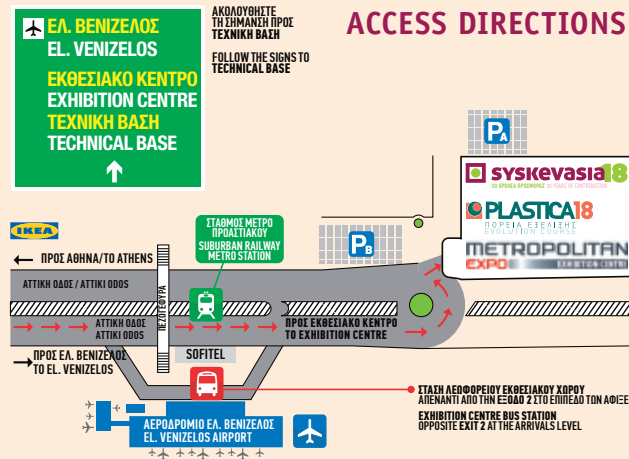 ΕΛ. ΒΕΝΙΖΕΛΟΣ
EL. VENIZELOS
ΕΚΘΕΣΙΑΚΟ ΚΕΝΤΡΟ
EXHIBITION CENTRE
ΤΕΧΝΙΚΗ ΒΑΣΗ
TECHNICAL BASE
ΑΚΟΛΟΥΘΗΣΤΕ
ΤΗ ΣΗΜΑΝΣΗ ΠΡΟΣ
ΤΕΧΝΙΚΗ ΒΑΣΗ
FOLLOW THE SIGNS TO
TECHNICAL BASE
ACCESS DIRECTIONS
PA
syskevasia18
30 ΧΡΟΝΙΑ ΠΡΟΣΦΟΡΑΣ 30 YEARS OF CONTRIBUTION
PLASTICA18
ΠΟΡΕΙΑ ΕΞΕΛΙΞΗΣ
EVOLUTION COURSE
METROPOLITAN
EXPO EXHIBITION CENTRE
PB
IKEA
ΣΤΑΘΜΟΣ ΜΕΤΡΟ
ΠΡΟΑΣΤΙΑΚΟΥ
SUBURBAN RAILWAY
METRO STATION
ΠΡΟΣ ΑΘΗΝΑ/TO ATHENS
ΑΤΤΙΚΗ ΟΔΟΣ / ATTIKI ODOS
ΠΕΖΟΓΕΦΥΡΑ
ΑΤΤΙΚΗ ΟΔΟΣ
ATTIKI ODOS
ΠΡΟΣ ΕΚΘΕΣΙΑΚΟ ΚΕΝΤΡΟ
TO EXHIBITION CENTRE
ΠΡΟΣ ΕΛ. ΒΕΝΙΖΕΛΟΣ
TO EL. VENIZELOS
SOFITEL
ΑΕΡΟΔΡΟΜΙΟ ΕΛ. ΒΕΝΙΖΕΛΟΣ
EL. VENIZELOS AIRPORT
ΣΤΑΣΗ ΛΕΩΦΟΡΕΙΟΥ ΕΚΘΕΣΙΑΚΟΥ ΧΩΡΟΥ
ΑΠΕΝΑΝΤΙ ΑΠΟ ΤΗΝ ΕΞΟΔΟ 2 ΣΤΟ ΕΠΙΠΕΔΟ ΤΩΝ ΑΦΙΞΕ
EXHIBITION CENTRE BUS STATION
OPPOSITE EXIT 2 AT THE ARRIVALS LEVEL